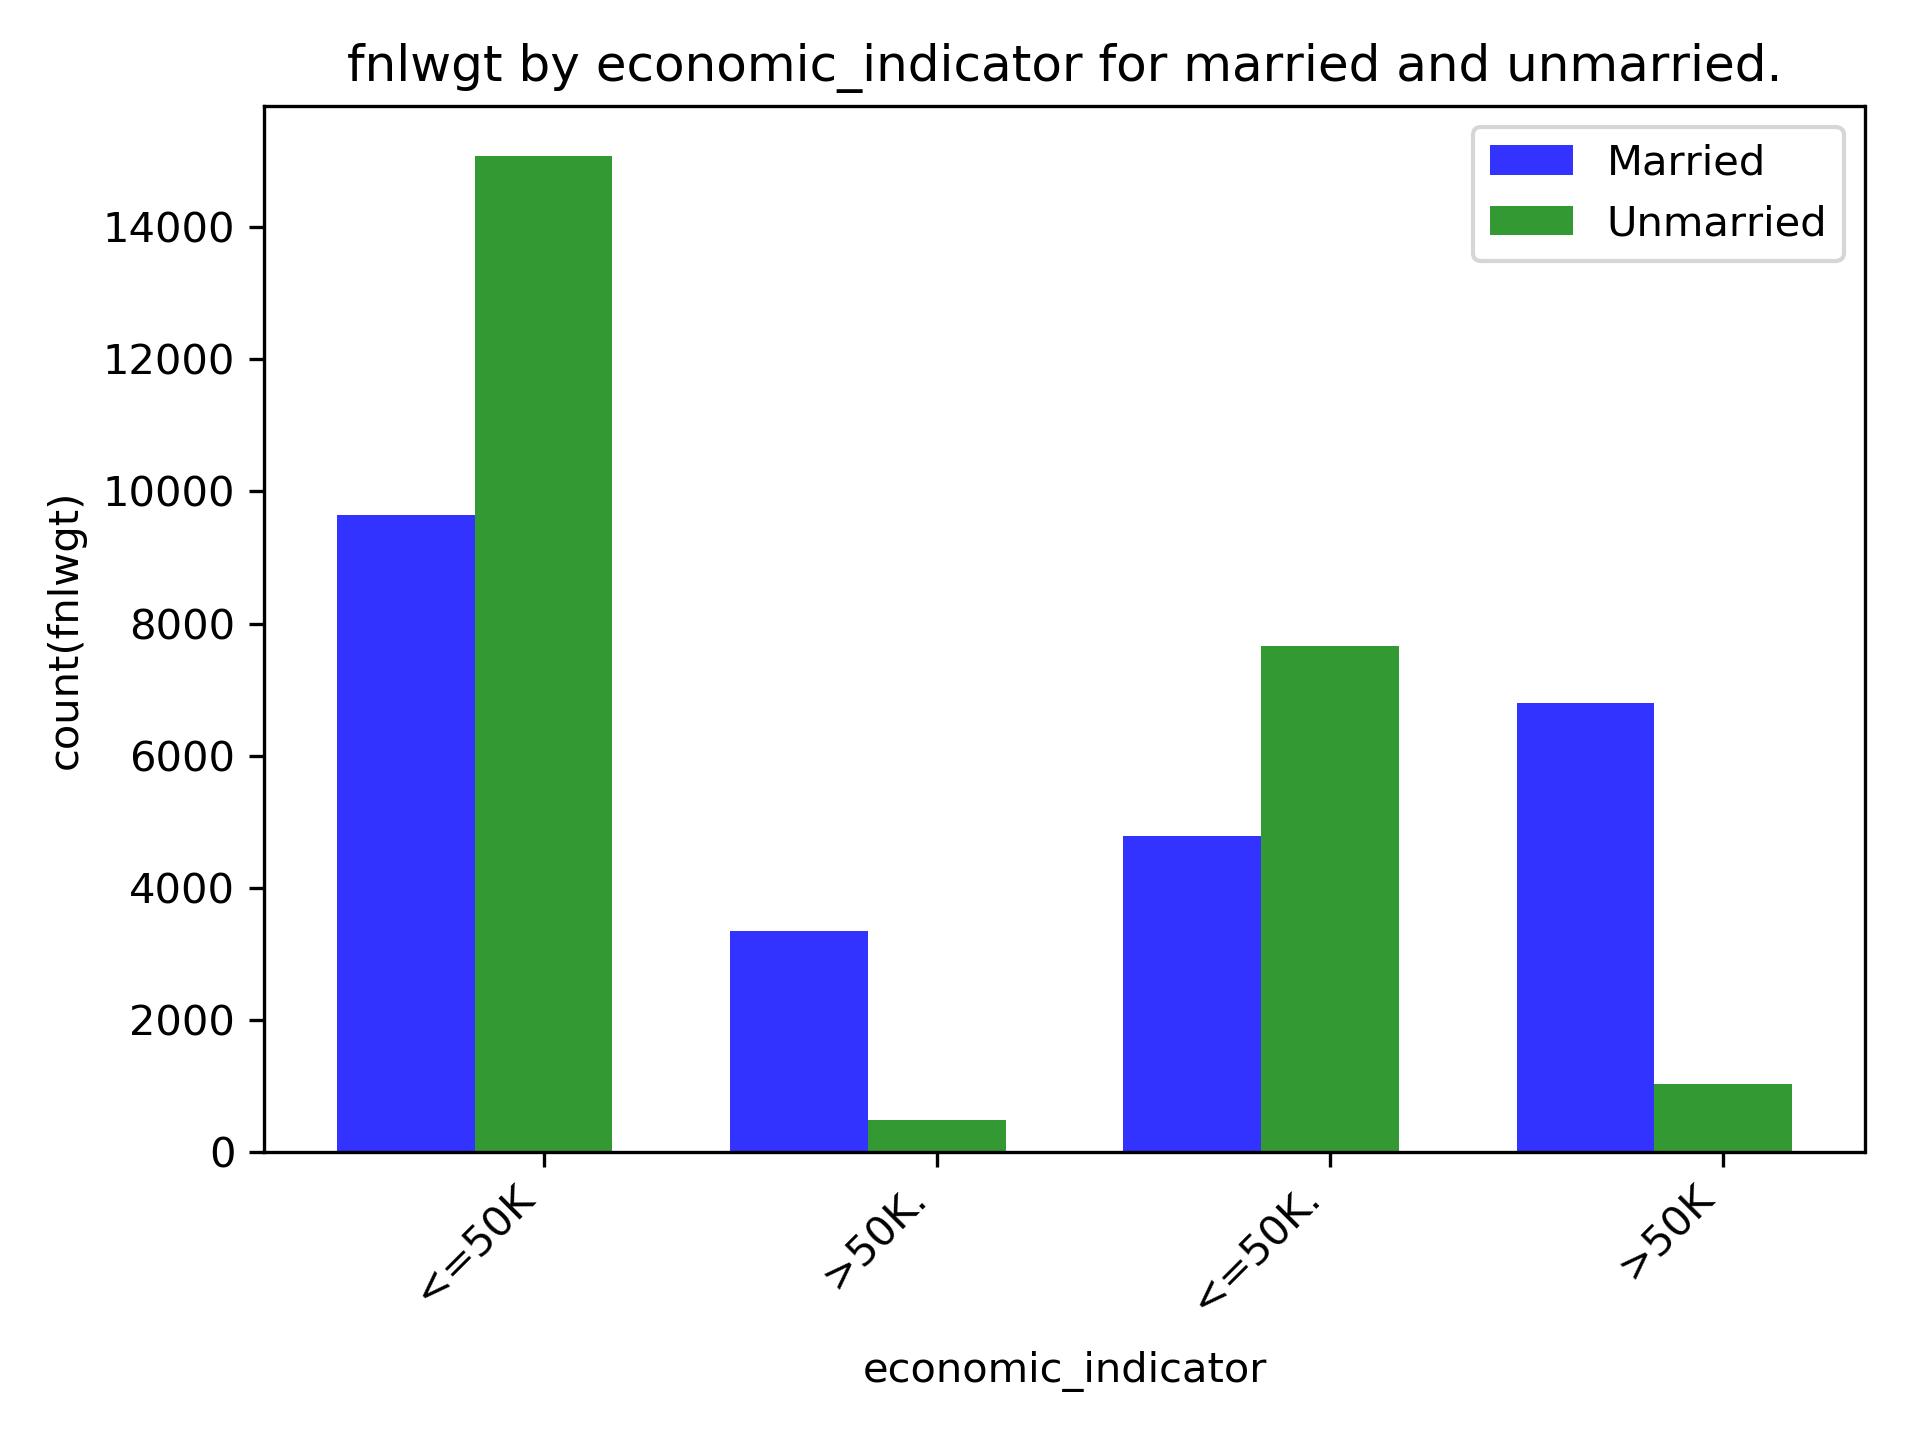 fnlwgt by economic_indicator for married and unmarried.
Married
Unmarried
14000
12000
10000
8000
6000
4000
2000
0
count(fnlwgt)
<=50K
>50K.
<=50K.
>50K
economic_indicator